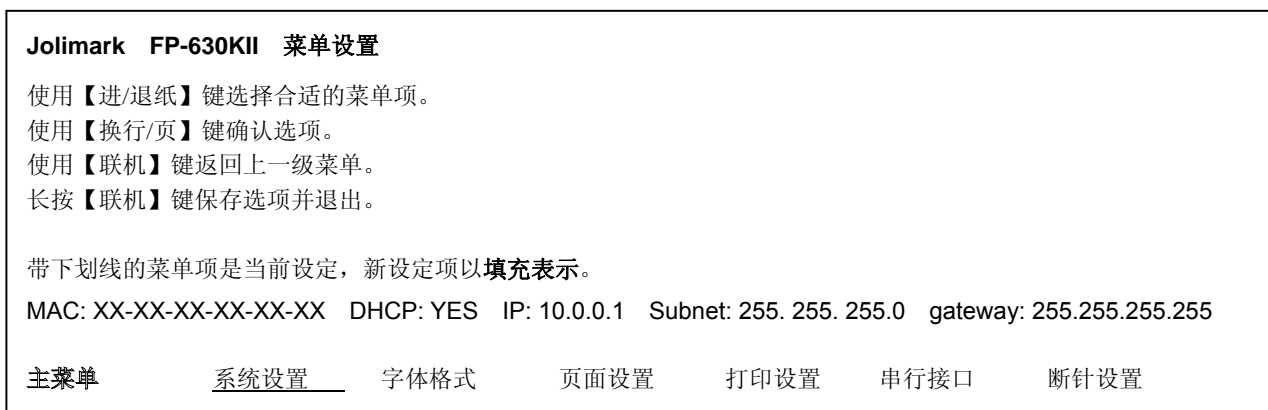 Jolimark FP-630KII 菜单设置
使用【进/退纸】键选择合适的菜单项。
使用【换行/页】键确认选项。
使用【联机】键返回上一级菜单。
长按【联机】键保存选项并退出。
带下划线的菜单项是当前设定，新设定项以填充表示。
MAC: XX-XX-XX-XX-XX-XX DHCP: YES IP: 10.0.0.1 Subnet: 255. 255. 255.0 gateway: 255.255.255.255
主菜单 系统设置 字体格式 页面设置 打印设置 串行接口 断针设置